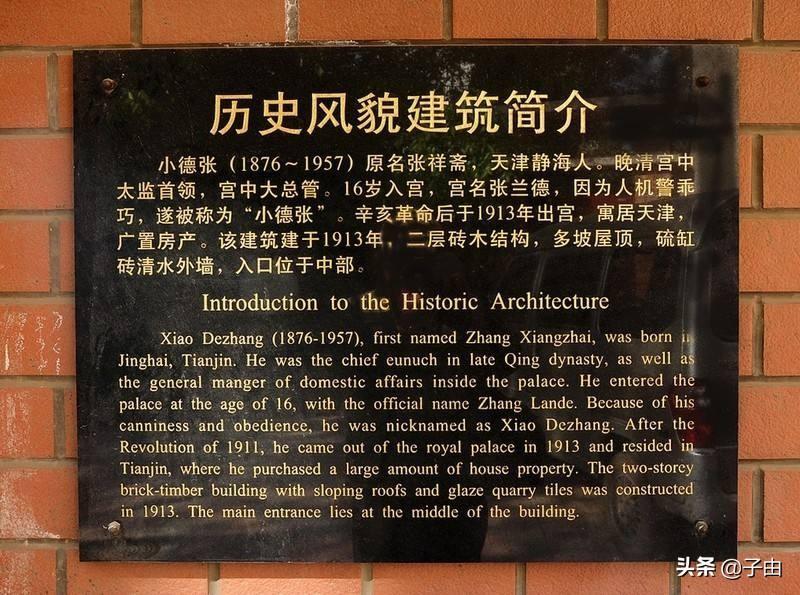 历史风貌建筑简介
小德张（1876～1957）原名张祥斋，天津静海人。晚清宫中
太监首领，宫中大总管。16岁入宫，宫名张兰德，因为人机警乖
巧，遂被称为“小德张”。辛亥革命后于1913年出宫，寓居天津，
广置房产。该建筑建于1913年，二层砖木结构，多坡屋顶，硫缸
砖清水外墙，入口位于中部。
Introduction to the Historic Architecture
Xiao Dezhang (1876-1957), first named Zhang Xiangzhai, was born in
Jinghai, Tianjin. He was the chief eunuch in late Qing dynasty, as well as
the general manger of domestic affairs inside the palace. He entered the
palace at the age of 16, with the official name Zhang Lande. Because of his
canniness and obedience, he was nicknamed as Xiao Dezhang. After the
Revolution of 1911, he came out of the royal palace in 1913 and resided in
Tianjin, where he purchased a large amount of house property. The two-storey
brick-timber building with sloping roofs and glaze quarry tiles was constructed
in 1913. The main entrance lies at the middle of the building.
头条 @子由